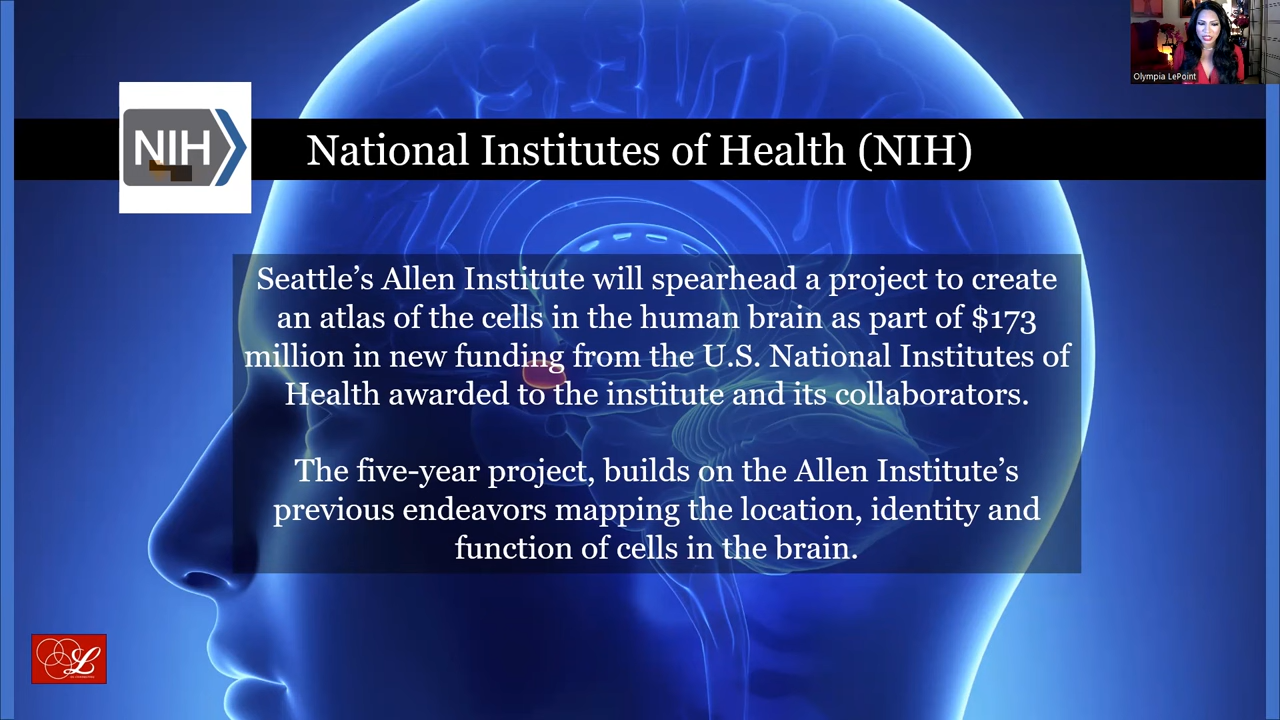 Olympia LePoint
NIH
National Institutes of Health (NIH)
Seattle’s Allen Institute will spearhead a project to create
an atlas of the cells in the human brain as part of $173
million in new funding from the U.S. National Institutes of
Health awarded to the institute and its collaborators.
The five-year project, builds on the Allen Institute’s
previous endeavors mapping the location, identity and
function of cells in the brain.
L